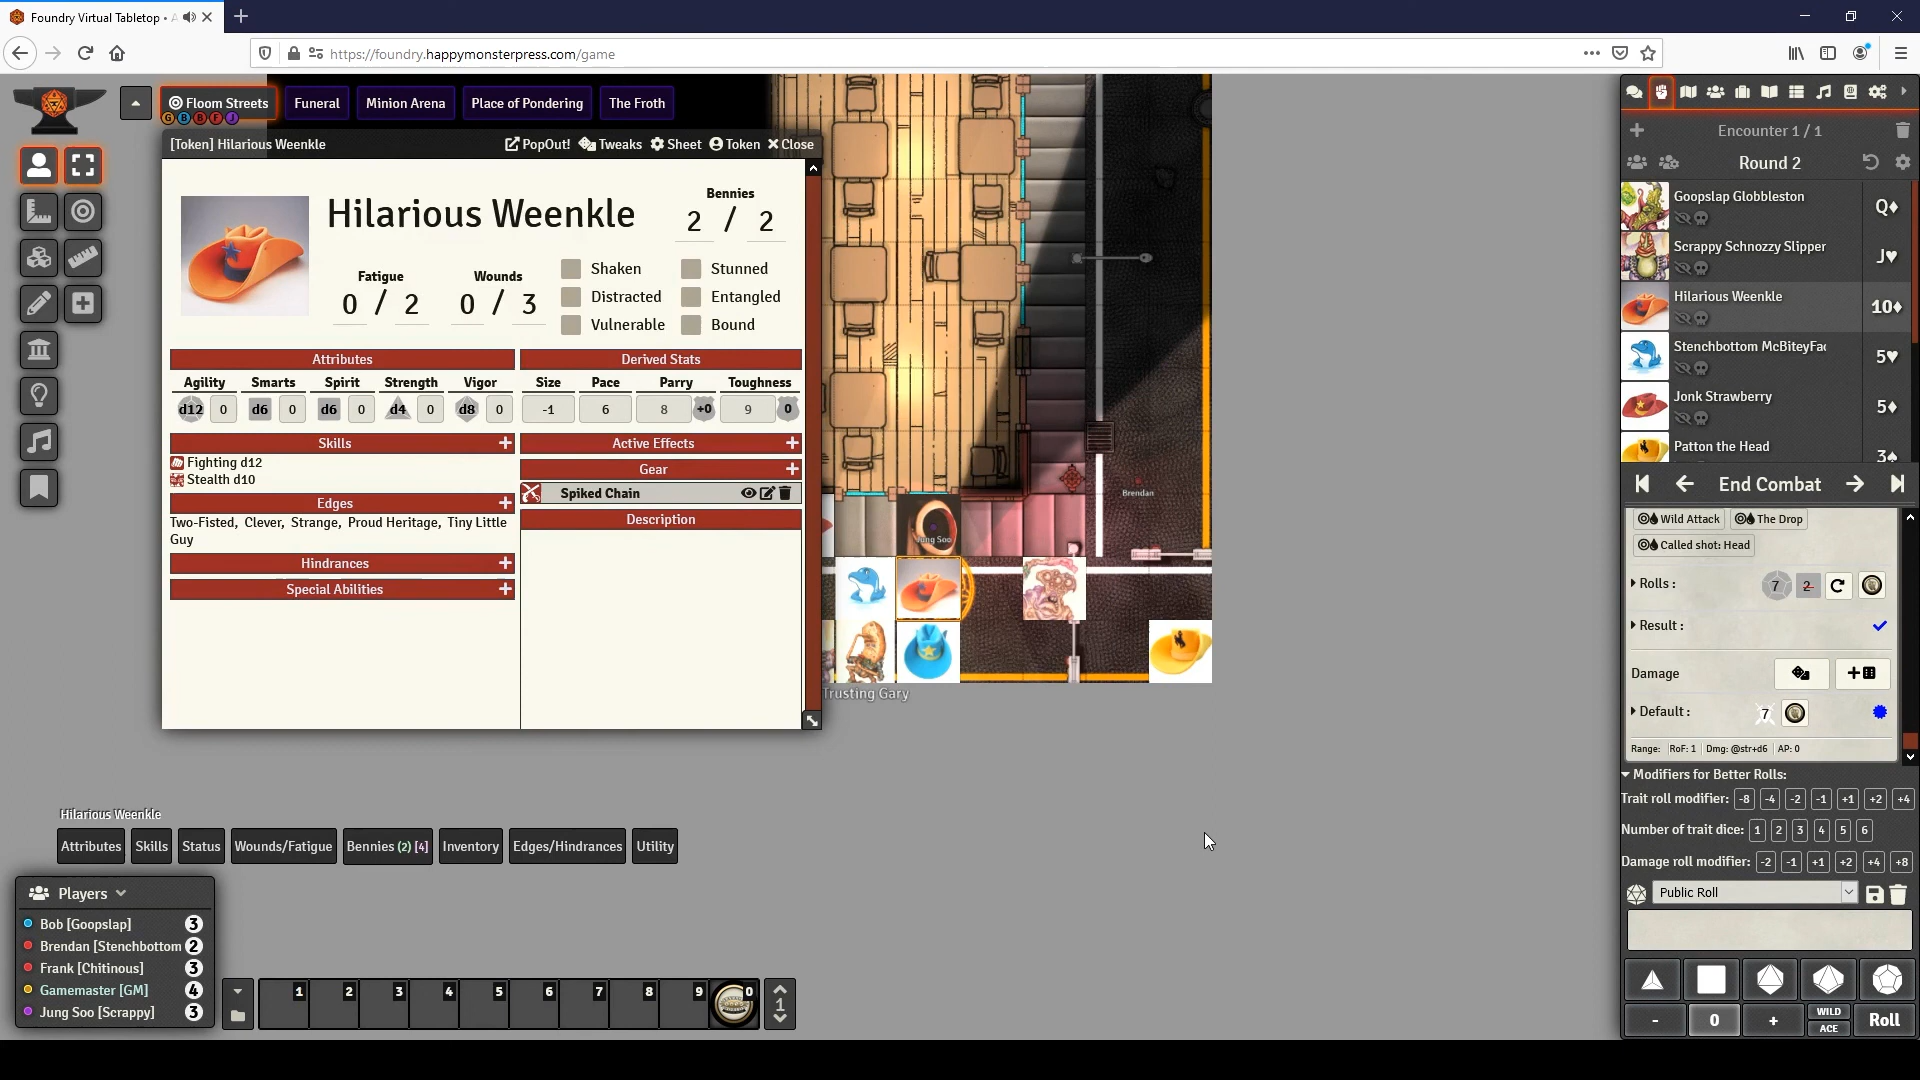 Foundry Virtual Tabletop • A
https://foundry.happymonsterpress.com/game
Floom Streets
Funeral
Minion Arena
Place of Pondering
The Froth
G B B F J
[Token] Hilarious Weenkle
PopOut! Tweaks Sheet Token Close
Hilarious Weenkle
Bennies
2 / 2
Fatigue
0 / 2
Wounds
0 / 3
Shaken
Stunned
Distracted
Entangled
Vulnerable
Bound
Attributes
Agility Smarts Spirit Strength Vigor
d12 0 d6 0 d6 0 d4 0 d8 0
Derived Stats
Size Pace Parry Toughness
-1 6 8 +0 9 0
Skills +
Fighting d12
Stealth d10
Edges +
Two-Fisted, Clever, Strange, Proud Heritage, Tiny Little
Guy
Hindrances +
Special Abilities +
Active Effects +
Gear +
Spiked Chain
Description
Jung Soo
Brendan
Trusting Gary
Hilarious Weenkle
Attributes Skills Status Wounds/Fatigue Bennies (2) [4] Inventory Edges/Hindrances Utility
Players
Bob [Goopslap] 3
Brendan [Stenchbottom 2
Frank [Chitinous] 3
Gamemaster [GM] 4
Jung Soo [Scrappy] 3
1 2 3 4 5 6 7 8 9 0
1
Encounter 1 / 1
Round 2
Goopslap Globbleston
Q♦
Scrappy Schnozzy Slipper
J♥
Hilarious Weenkle
10♦
Stenchbottom McBiteyFac
5♥
Jonk Strawberry
5♦
Patton the Head
3♠
End Combat
Wild Attack
The Drop
Called shot: Head
Rolls : 7 2
Result :
Damage
Default : 7
Range: RoF: 1 Dmg: @str+d6 AP: 0
Modifiers for Better Rolls:
Trait roll modifier: -8 -4 -2 -1 +1 +2 +4
Number of trait dice: 1 2 3 4 5 6
Damage roll modifier: -2 -1 +1 +2 +4 +8
Public Roll
- 0 + WILD ACE Roll